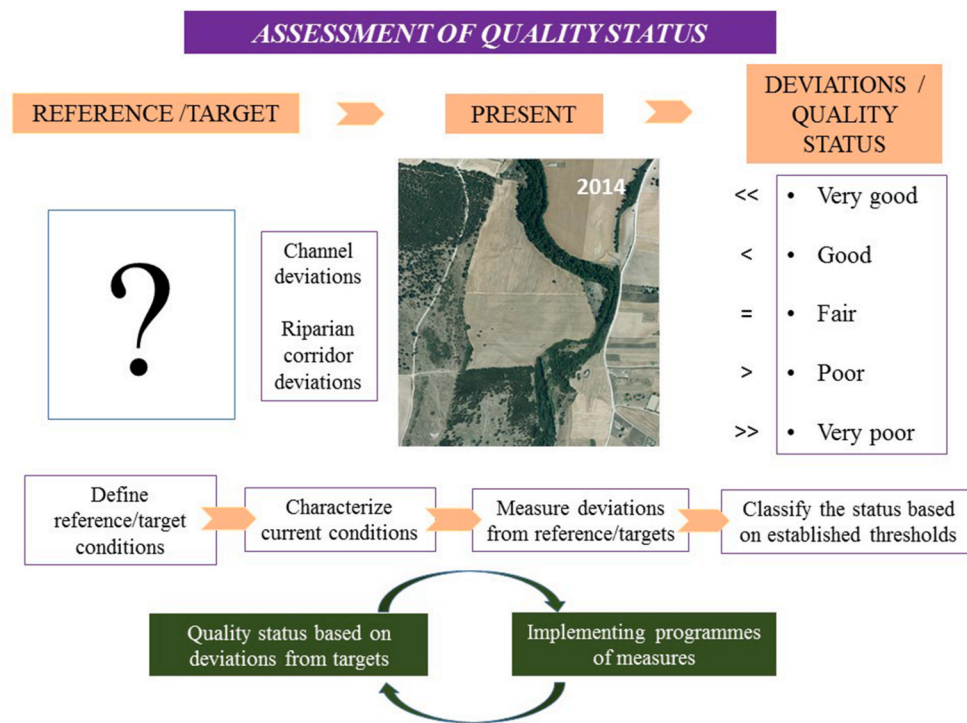 ASSESSMENT OF QUALITY STATUS
REFERENCE /TARGET
PRESENT
DEVIATIONS /
QUALITY
STATUS
?
Channel
deviations
Riparian
corridor
deviations
2014
<< • Very good
< • Good
= • Fair
> • Poor
>> • Very poor
Define
reference/target
conditions
Characterize
current conditions
Measure deviations
from reference/targets
Classify the status based
on established thresholds
Quality status based on
deviations from targets
Implementing programmes
of measures